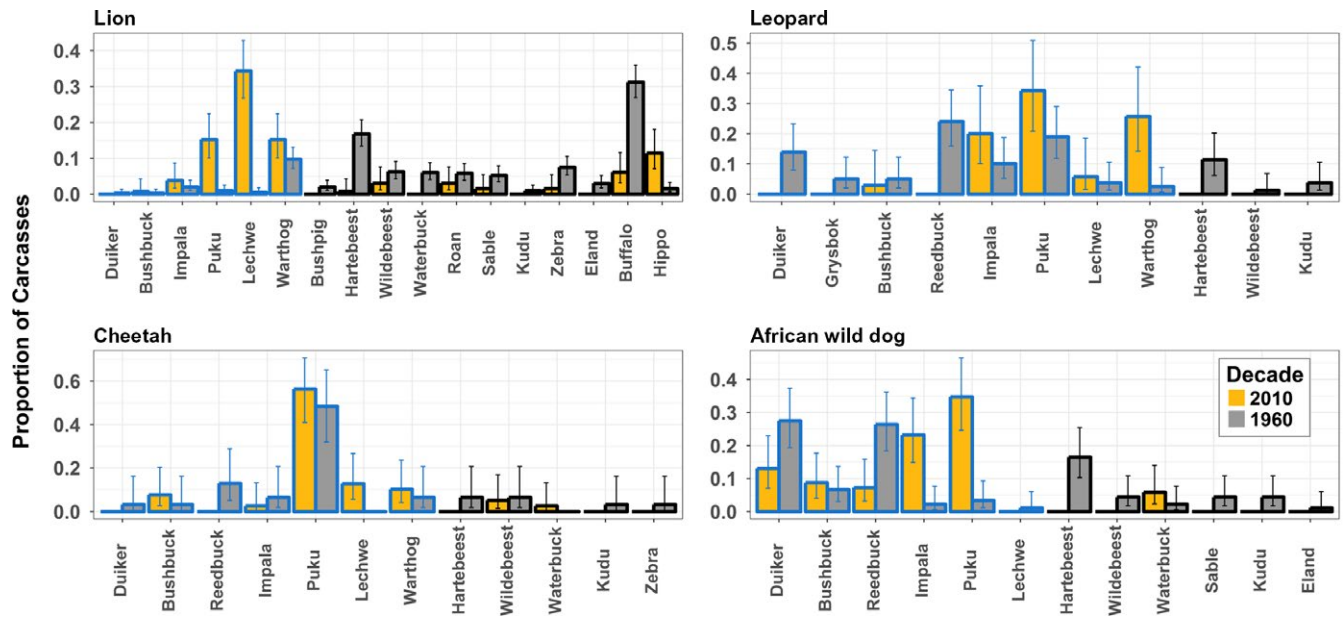 Lion
0.4
0.3
0.2
0.1
0.0
Duiker
Bushbuck
Impala
Puku
Lechwe
Warthog
Bushpig
Hartebeest
Wildebeest
Waterbuck
Roan
Sable
Kudu
Zebra
Eland
Buffalo
Hippo
Leopard
0.5
0.4
0.3
0.2
0.1
0.0
Duiker
Grysbok
Bushbuck
Reedbuck
Impala
Puku
Lechwe
Warthog
Hartebeest
Wildebeest
Kudu
Proportion of Carcasses
Cheetah
0.6
0.4
0.2
0.0
Duiker
Bushbuck
Reedbuck
Impala
Puku
Lechwe
Warthog
Hartebeest
Wildebeest
Waterbuck
Kudu
Zebra
African wild dog
0.4
0.3
0.2
0.1
0.0
Duiker
Bushbuck
Reedbuck
Impala
Puku
Lechwe
Hartebeest
Wildebeest
Waterbuck
Sable
Kudu
Eland
Decade
2010
1960